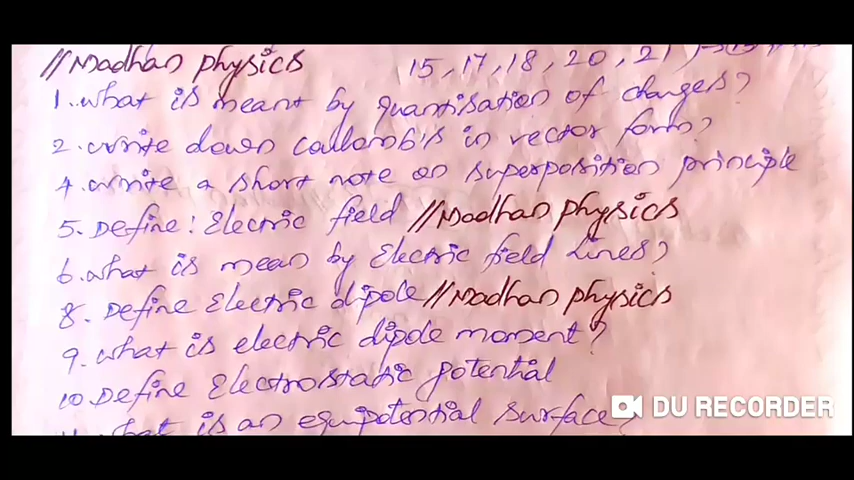 //Madhan physics 15, 17, 18, 20, 21
1. what is meant by quantisation of charges?
2. write down coulomb's in vector form?
4. write a short note on superposition principle
5. Define: Electric field //Madhan physics
6. what is mean by Electric field Lines?
8. Define Electric dipole //Madhan physics
9. what is electric dipole moment?
10. Define Electrostatic potential
what is an equipotential surface?
DU RECORDER